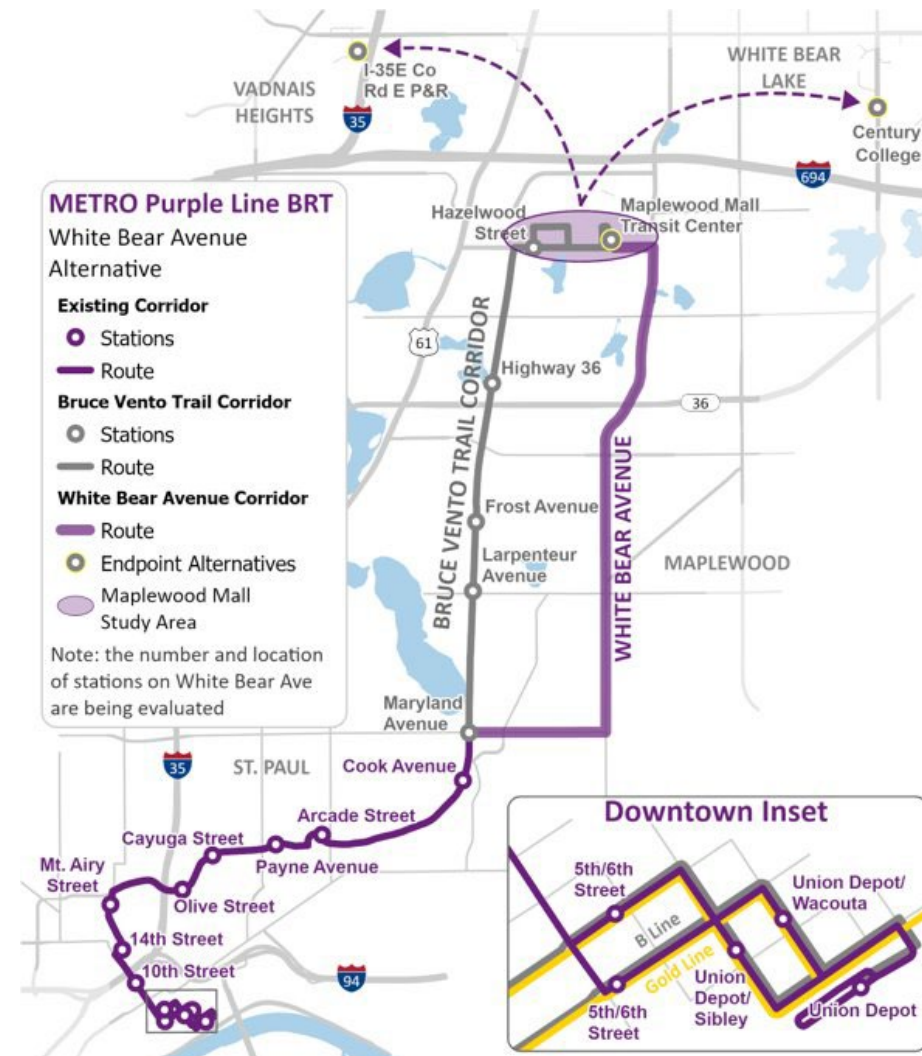 WHITE BEAR
LAKE
I-35E Co
Rd E P&R
VADNAIS
HEIGHTS
35
Century
College
694
METRO Purple Line BRT
White Bear Avenue
Alternative
Existing Corridor
Stations
Route
Bruce Vento Trail Corridor
Stations
Route
White Bear Avenue Corridor
Route
Endpoint Alternatives
Maplewood Mall
Study Area
Note: the number and location
of stations on White Bear Ave
are being evaluated
Hazelwood
Street
Maplewood Mall
Transit Center
61
BRUCE VENTO TRAIL CORRIDOR
Highway 36
36
WHITE BEAR AVENUE
Frost Avenue
Larpenteur
Avenue
MAPLEWOOD
Maryland
Avenue
35
ST. PAUL
Cook Avenue
Arcade Street
Cayuga Street
Payne Avenue
Mt. Airy
Street
Olive Street
14th Street
10th Street
94
Downtown Inset
5th/6th
Street
Union Depot/
Wacouta
B Line
Gold Line
5th/6th
Street
Union
Depot/
Sibley
Union Depot